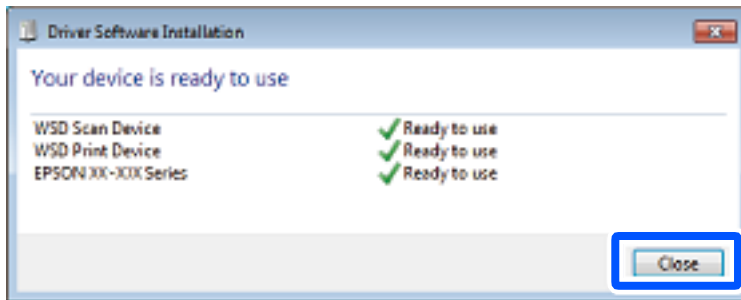 Driver Software Installation
Your device is ready to use
WSD Scan Device Ready to use
WSD Print Device Ready to use
EPSON XX-XXX Series Ready to use
Close